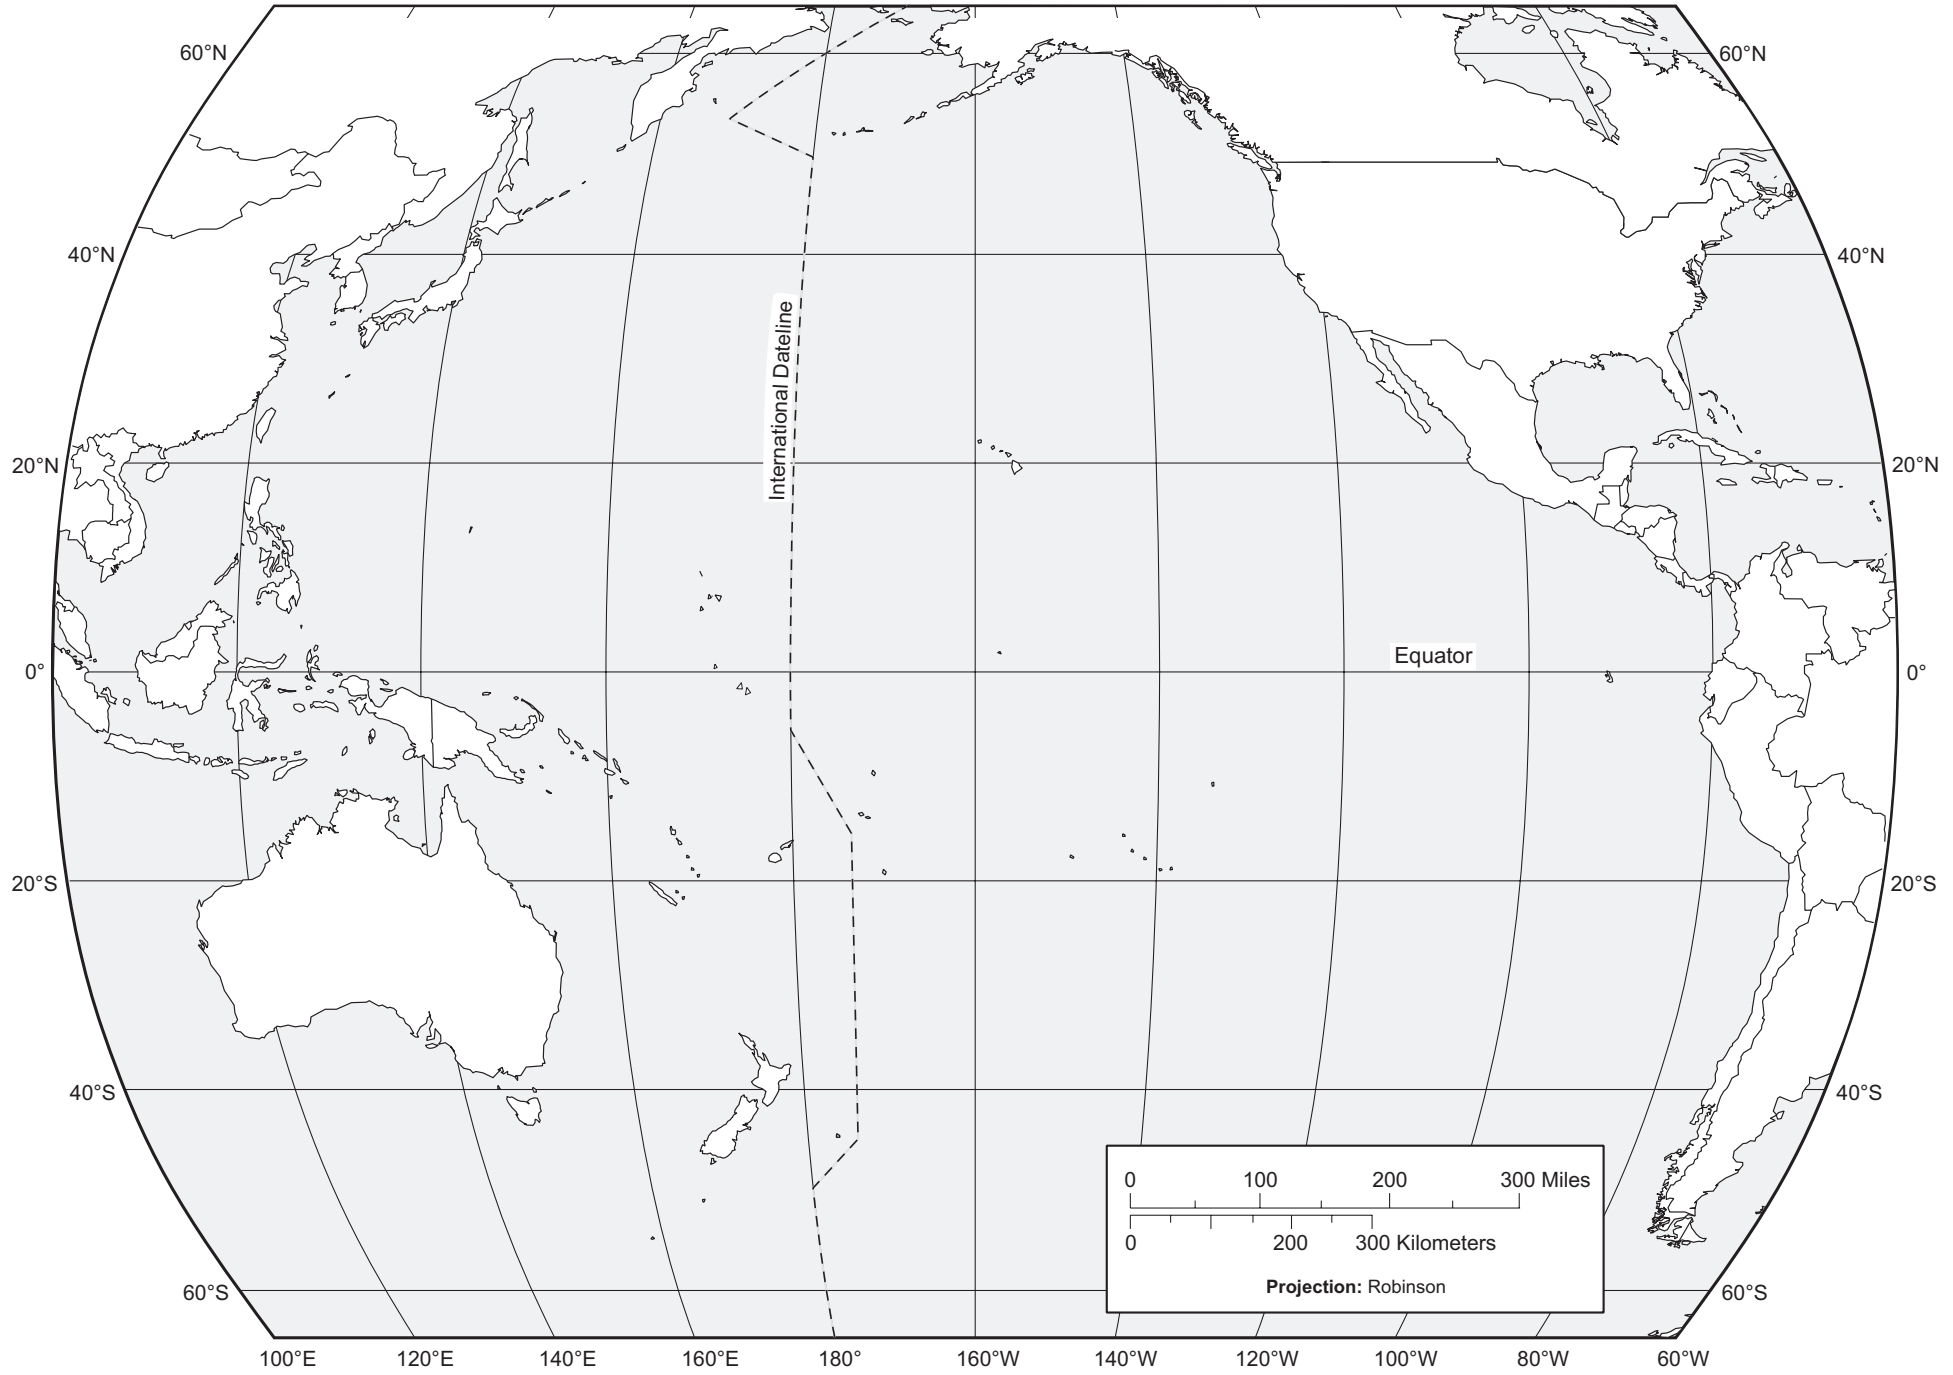 60°N
60°N
40°N
40°N
International Dateline
20°N
20°N
Equator
0°
0°
20°S
20°S
40°S
40°S
0 100 200 300 Miles
0 200 300 Kilometers
Projection: Robinson
60°S
60°S
100°E 120°E 140°E 160°E 180° 160°W 140°W 120°W 100°W 80°W 60°W